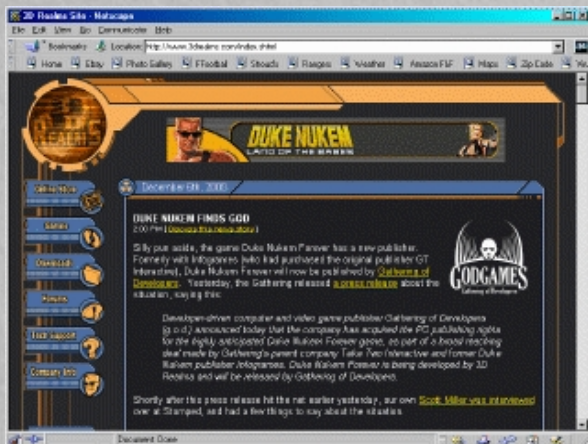 3D Realms Site - Netscape
File Edit View Go Communicator Help
Bookmarks Location: http://www.3drealms.com/index.shtml
Home Ebay Photo Gallery FFootball Shouds Rangers Weather Amazon Maps Zip Code
3D
REALMS
DUKE NUKEM
LAND OF THE BABES
Online Store
Games
Downloads
Forums
Tech Support
Company Info
December 6th, 2000
DUKE NUKEM FINDS GOD
2:00 PM | Discuss this news story |
Silly pun aside, the game Duke Nukem Forever has a new publisher.
Formerly with Infogrames (who had purchased the original publisher GT
Interactive), Duke Nukem Forever will now be published by Gathering of
Developers. Yesterday, the Gathering released a press release about the
situation, saying this:
GODGAMES
Gathering of Developers
Developer-driven computer and video game publisher Gathering of Developers
(g.o.d.) announced today that the company has acquired the PC publishing rights
for the highly anticipated Duke Nukem Forever game, as part of a broad reaching
deal made by Gathering's parent company Take Two Interactive and former Duke
Nukem publisher Infogrames. Duke Nukem Forever is being developed by 3D
Realms and will be released by Gathering of Developers.
Shortly after this press release hit the net earlier yesterday, our own Scott Miller was interviewed
over at Stomped, and had a few things to say about the situation.
Document: Done